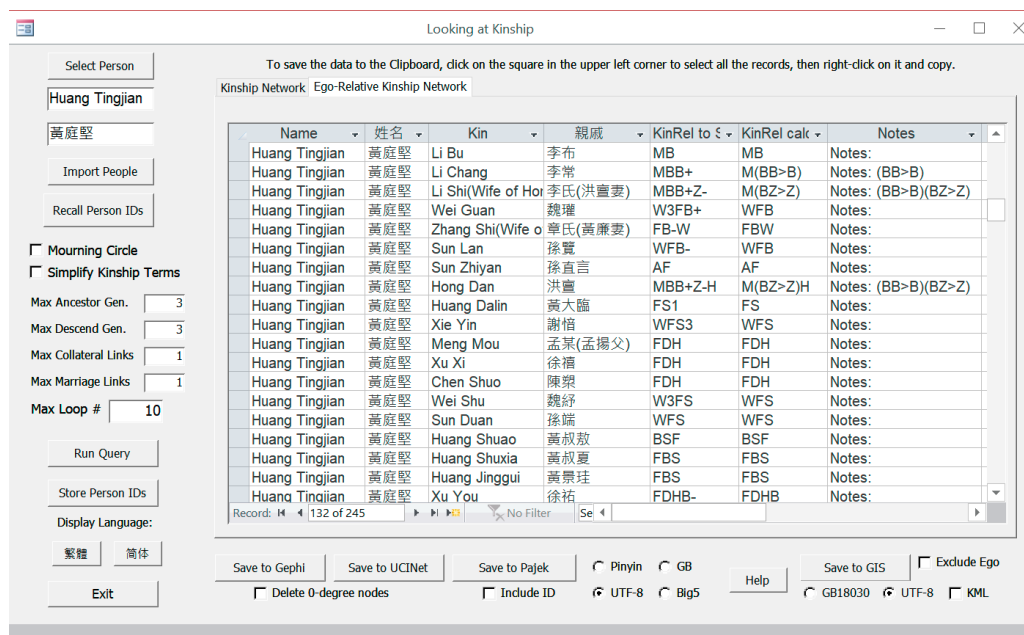 Looking at Kinship
Select Person
Huang Tingjian
黃庭堅
Import People
Recall Person IDs
Mourning Circle
Simplify Kinship Terms
Max Ancestor Gen. 3
Max Descend Gen. 3
Max Collateral Links 1
Max Marriage Links 1
Max Loop # 10
Run Query
Store Person IDs
Display Language:
繁體 简体
Exit
To save the data to the Clipboard, click on the square in the upper left corner to select all the records, then right-click on it and copy.
Kinship Network Ego-Relative Kinship Network
Name 姓名 Kin 親戚 KinRel to S KinRel calc Notes
Huang Tingjian 黃庭堅 Li Bu 李布 MB MB Notes:
Huang Tingjian 黃庭堅 Li Chang 李常 MBB+ M(BB>B) Notes: (BB>B)
Huang Tingjian 黃庭堅 Li Shi(Wife of Hon 李氏(洪亶妻) MBB+Z- M(BZ>Z) Notes: (BB>B)(BZ>Z)
Huang Tingjian 黃庭堅 Wei Guan 魏瓘 W3FB+ WFB Notes:
Huang Tingjian 黃庭堅 Zhang Shi(Wife o 章氏(黃廉妻) FB-W FBW Notes:
Huang Tingjian 黃庭堅 Sun Lan 孫覽 WFB- WFB Notes:
Huang Tingjian 黃庭堅 Sun Zhiyan 孫直言 AF AF Notes:
Huang Tingjian 黃庭堅 Hong Dan 洪亶 MBB+Z-H M(BZ>Z)H Notes: (BB>B)(BZ>Z)
Huang Tingjian 黃庭堅 Huang Dalin 黃大臨 FS1 FS Notes:
Huang Tingjian 黃庭堅 Xie Yin 謝愔 WFS3 WFS Notes:
Huang Tingjian 黃庭堅 Meng Mou 孟某(孟揚父) FDH FDH Notes:
Huang Tingjian 黃庭堅 Xu Xi 徐禧 FDH FDH Notes:
Huang Tingjian 黃庭堅 Chen Shuo 陳槊 FDH FDH Notes:
Huang Tingjian 黃庭堅 Wei Shu 魏紓 W3FS WFS Notes:
Huang Tingjian 黃庭堅 Sun Duan 孫端 WFS WFS Notes:
Huang Tingjian 黃庭堅 Huang Shuao 黃叔敖 BSF BSF Notes:
Huang Tingjian 黃庭堅 Huang Shuxia 黃叔夏 FBS FBS Notes:
Huang Tingjian 黃庭堅 Huang Jinggui 黃景珪 FBS FBS Notes:
Huang Tingjian 黃庭堅 Xu You 徐祐 FDHB- FDHB Notes:
Record: 132 of 245 No Filter Se
Save to Gephi Save to UCINet Save to Pajek Pinyin GB Help Save to GIS Exclude Ego
Delete 0-degree nodes Include ID UTF-8 Big5 GB18030 UTF-8 KML